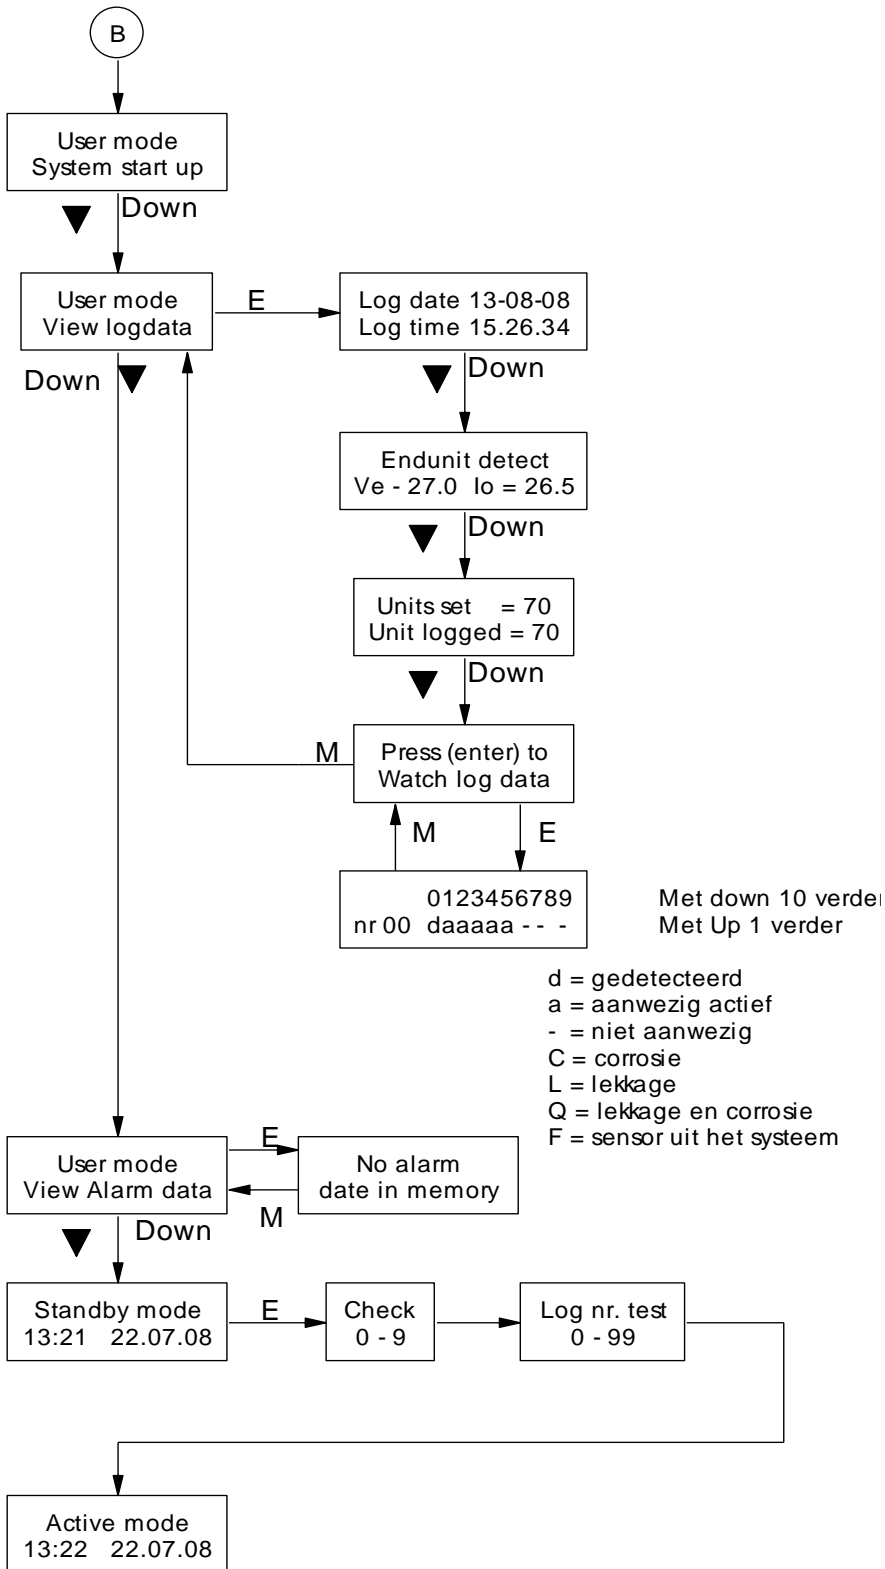 B
User mode
System start up
Down
User mode
View logdata
E
Log date 13-08-08
Log time 15.26.34
Down
Down
Endunit detect
Ve - 27.0 Io = 26.5
Down
Units set = 70
Unit logged = 70
Down
Press (enter) to
Watch log data
M
M
E
0123456789
nr 00 daaaaa - - -
Met down 10 verder
Met Up 1 verder
d = gedetecteerd
a = aanwezig actief
- = niet aanwezig
C = corrosie
L = lekkage
Q = lekkage en corrosie
F = sensor uit het systeem
User mode
View Alarm data
E
M
No alarm
date in memory
Down
Standby mode
13:21 22.07.08
E
Check
0 - 9
Log nr. test
0 - 99
Active mode
13:22 22.07.08